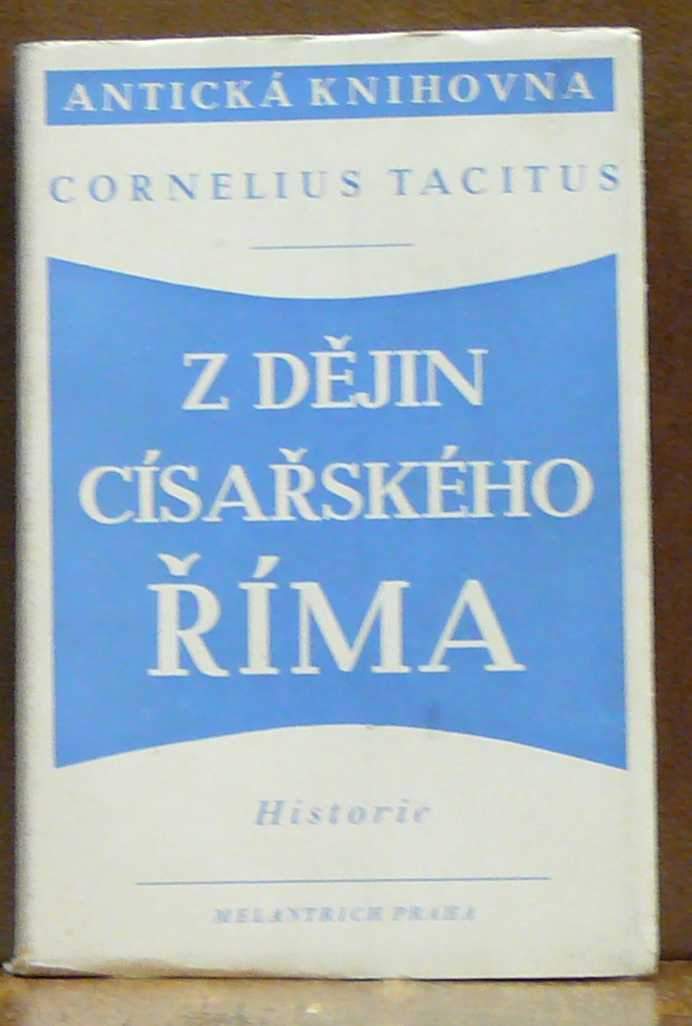 ANTICKÁ KNIHOVNA
CORNELIUS TACITUS
Z DĚJIN
CÍSAŘSKÉHO
ŘÍMA
Historie
MELANTRICH PRAHA